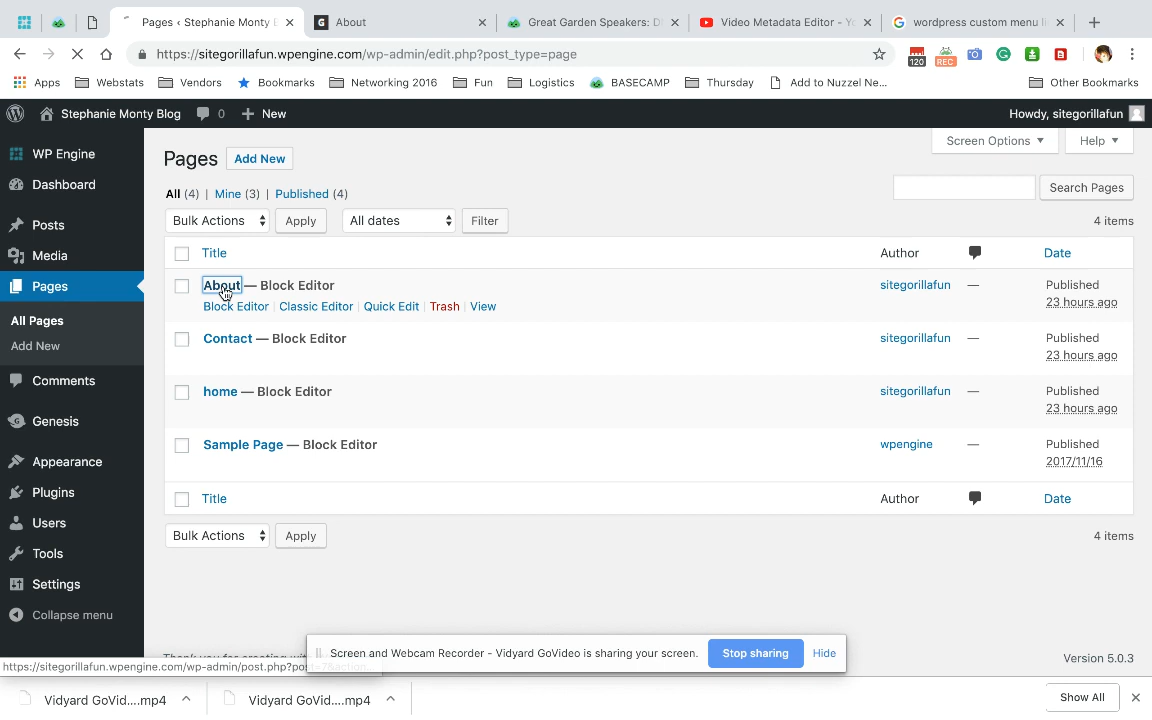 Pages ‹ Stephanie Monty B
About
Great Garden Speakers: D
Video Metadata Editor - Yo
wordpress custom menu li
https://sitegorillafun.wpengine.com/wp-admin/edit.php?post_type=page
120
REC
Apps
Webstats
Vendors
Bookmarks
Networking 2016
Fun
Logistics
BASECAMP
Thursday
Add to Nuzzel Ne...
Other Bookmarks
Stephanie Monty Blog
0
New
Howdy, sitegorillafun
WP Engine
Dashboard
Posts
Media
Pages
All Pages
Add New
Comments
Genesis
Appearance
Plugins
Users
Tools
Settings
Collapse menu
Screen Options
Help
Pages
Add New
All (4) | Mine (3) | Published (4)
Search Pages
Bulk Actions
Apply
All dates
Filter
4 items
Title
Author
Date
About — Block Editor
Block Editor | Classic Editor | Quick Edit | Trash | View
sitegorillafun
—
Published
23 hours ago
Contact — Block Editor
sitegorillafun
—
Published
23 hours ago
home — Block Editor
sitegorillafun
—
Published
23 hours ago
Sample Page — Block Editor
wpengine
—
Published
2017/11/16
Title
Author
Date
Bulk Actions
Apply
4 items
Screen and Webcam Recorder - Vidyard GoVideo is sharing your screen.
Stop sharing
Hide
Version 5.0.3
https://sitegorillafun.wpengine.com/wp-admin/post.php?post=7&action...
Vidyard GoVid....mp4
Vidyard GoVid....mp4
Show All